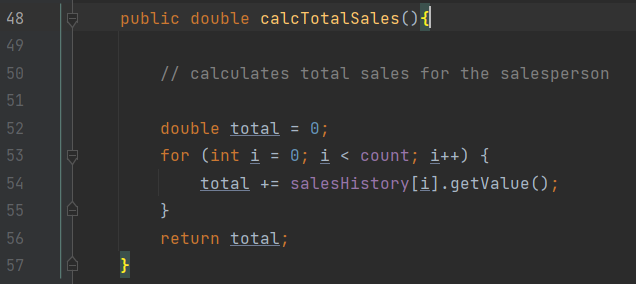 48 public double calcTotalSales(){
49
50 // calculates total sales for the salesperson
51
52 double total = 0;
53 for (int i = 0; i < count; i++) {
54 total += salesHistory[i].getValue();
55 }
56 return total;
57 }